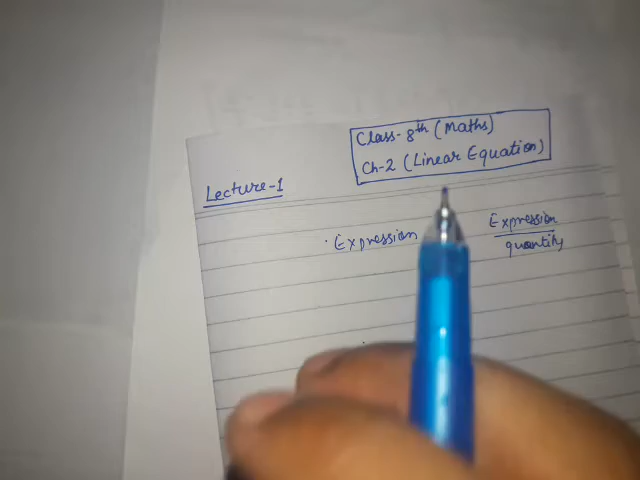 Class-8th (Maths)
Ch-2 (Linear Equation)
Lecture-1
. Expression
Expression
quantity